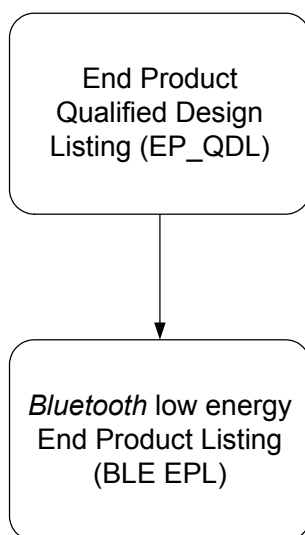 End Product
Qualified Design
Listing (EP_QDL)
Bluetooth low energy
End Product Listing
(BLE EPL)